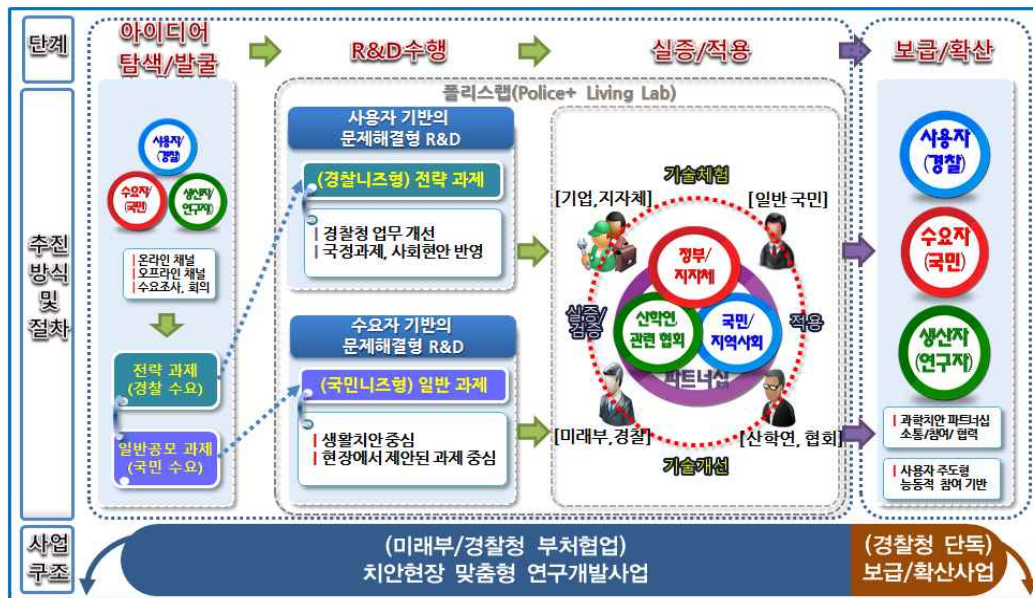 단계
아이디어
탐색/발굴
R&D수행
실증/적용
보급/확산
추진
방식
및
절차
사용자/
(경찰)
수요자/
(국민)
생산자/
(연구자)
온라인 채널
오프라인 채널
수요조사, 회의
전략 과제
(경찰 수요)
일반공모 과제
(국민 수요)
폴리스랩(Police+ Living Lab)
사용자 기반의
문제해결형 R&D
(경찰니즈형) 전략 과제
경찰청 업무 개선
국정과제, 사회현안 반영
수요자 기반의
문제해결형 R&D
(국민니즈형) 일반 과제
생활치안 중심
현장에서 제안된 과제 중심
기술체험
[기업,지자체]
[일반 국민]
정부/
지자체
실증/
검증
산학연,
관련 협회
국민/
지역사회
적용
파트너십
[미래부,경찰]
[산학연, 협회]
기술개선
사용자
(경찰)
수요자
(국민)
생산자
(연구자)
과학치안 파트너십
소통/참여/ 협력
사용자 주도형
능동적 참여 기반
사업
구조
(미래부/경찰청 부처협업)
치안현장 맞춤형 연구개발사업
(경찰청 단독)
보급/확산사업